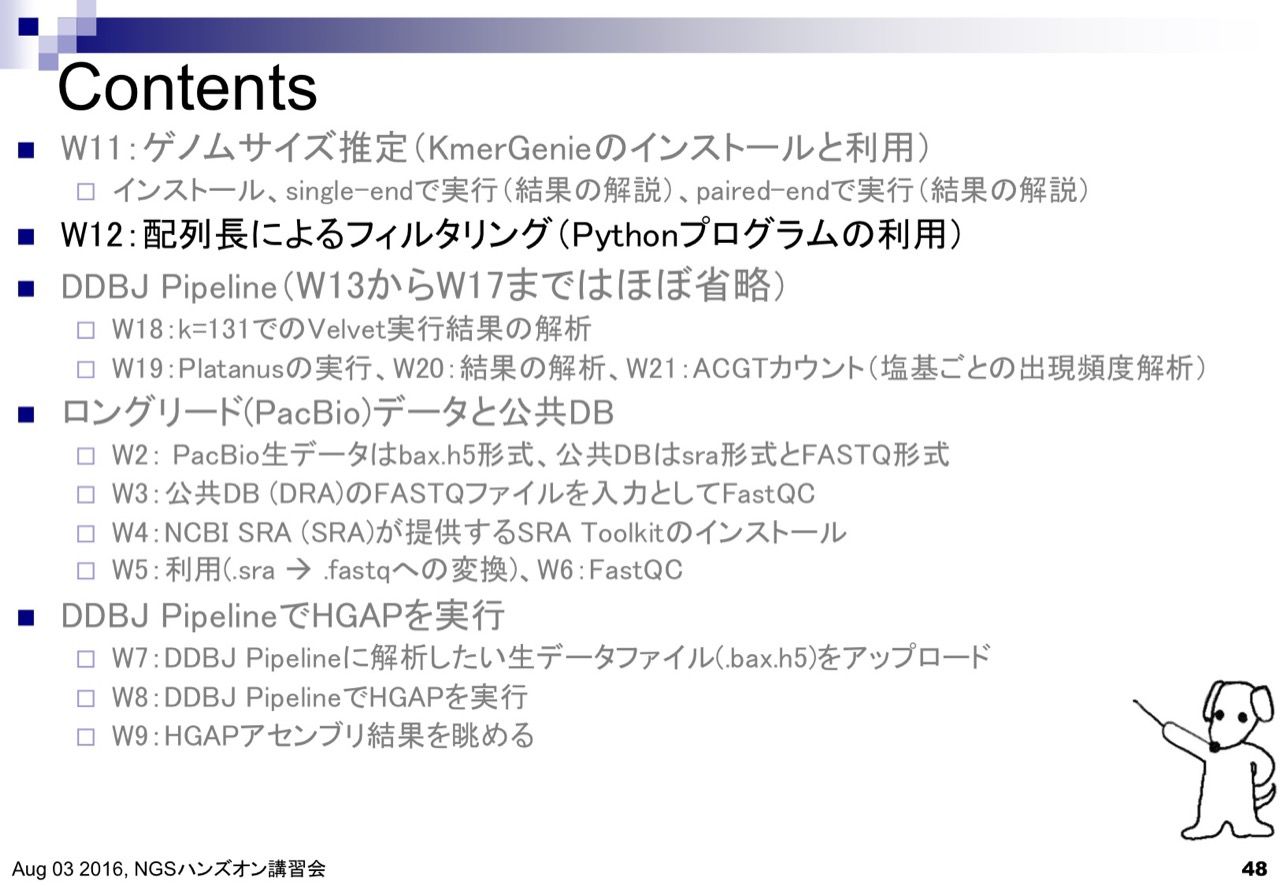 Contents
W11：ゲノムサイズ推定（KmerGenieのインストールと利用）
インストール、single-endで実行（結果の解説）、paired-endで実行（結果の解説）
W12：配列長によるフィルタリング（Pythonプログラムの利用）
DDBJ Pipeline（W13からW17まではほぼ省略）
W18：k=131でのVelvet実行結果の解析
W19：Platanusの実行、W20：結果の解析、W21：ACGTカウント（塩基ごとの出現頻度解析）
ロングリード(PacBio)データと公共DB
W2： PacBio生データはbax.h5形式、公共DBはsra形式とFASTQ形式
W3：公共DB (DRA)のFASTQファイルを入力としてFastQC
W4：NCBI SRA (SRA)が提供するSRA Toolkitのインストール
W5：利用(.sra → .fastqへの変換)、W6：FastQC
DDBJ PipelineでHGAPを実行
W7：DDBJ Pipelineに解析したい生データファイル(.bax.h5)をアップロード
W8：DDBJ PipelineでHGAPを実行
W9：HGAPアセンブリ結果を眺める
Aug 03 2016, NGSハンズオン講習会
48